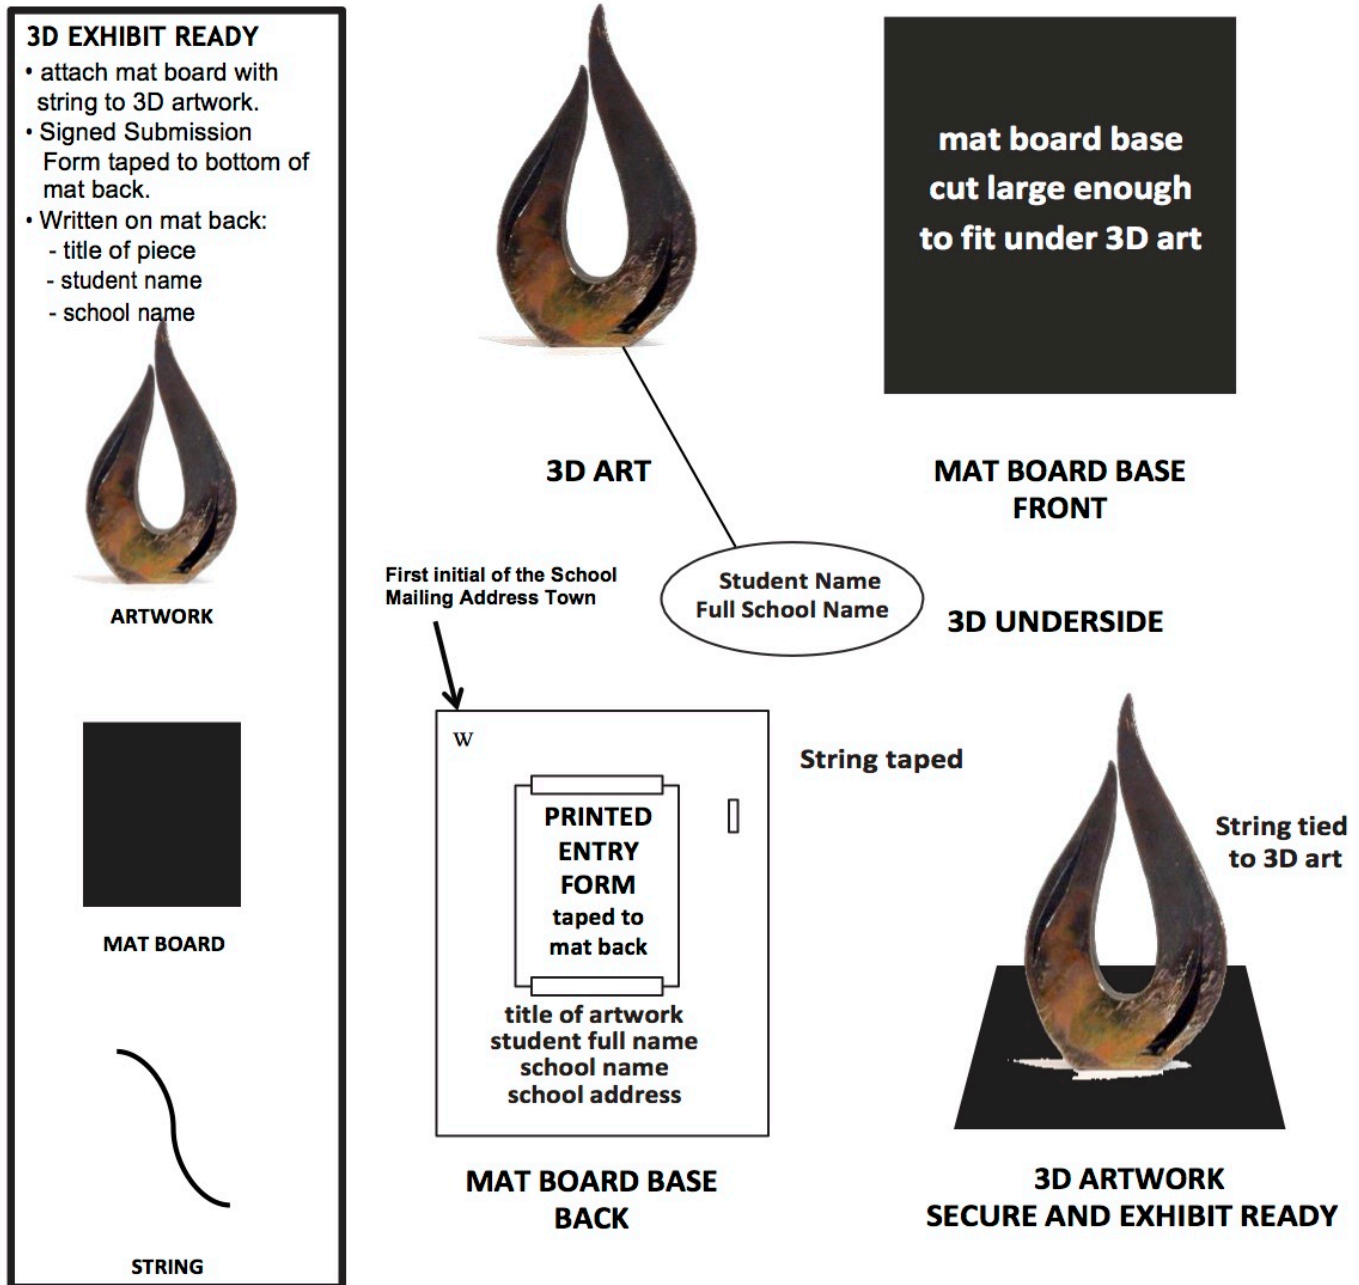 3D EXHIBIT READY
• attach mat board with
string to 3D artwork.
• Signed Submission
Form taped to bottom of
mat back.
• Written on mat back:
- title of piece
- student name
- school name
ARTWORK
MAT BOARD
STRING
3D ART
mat board base
cut large enough
to fit under 3D art
MAT BOARD BASE
FRONT
Student Name
Full School Name
3D UNDERSIDE
First initial of the School
Mailing Address Town
W
PRINTED
ENTRY
FORM
taped to
mat back
title of artwork
student full name
school name
school address
MAT BOARD BASE
BACK
String taped
String tied
to 3D art
3D ARTWORK
SECURE AND EXHIBIT READY